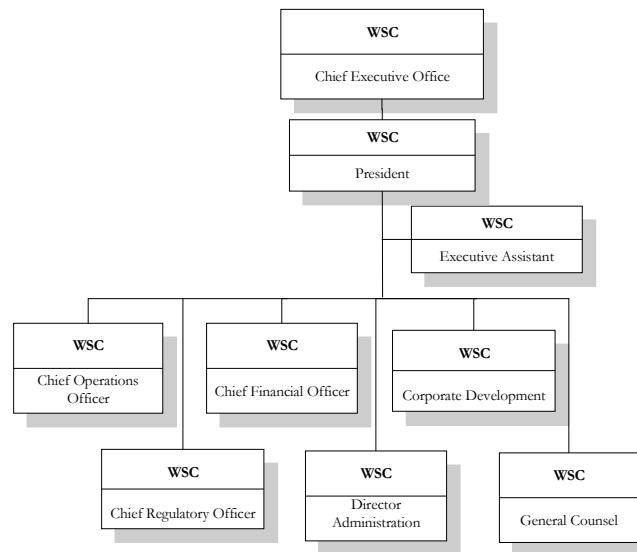 WSC
Chief Executive Office
WSC
President
WSC
Executive Assistant
WSC
Chief Operations
Officer
WSC
Chief Financial Officer
WSC
Corporate Development
WSC
Chief Regulatory Officer
WSC
Director
Administration
WSC
General Counsel